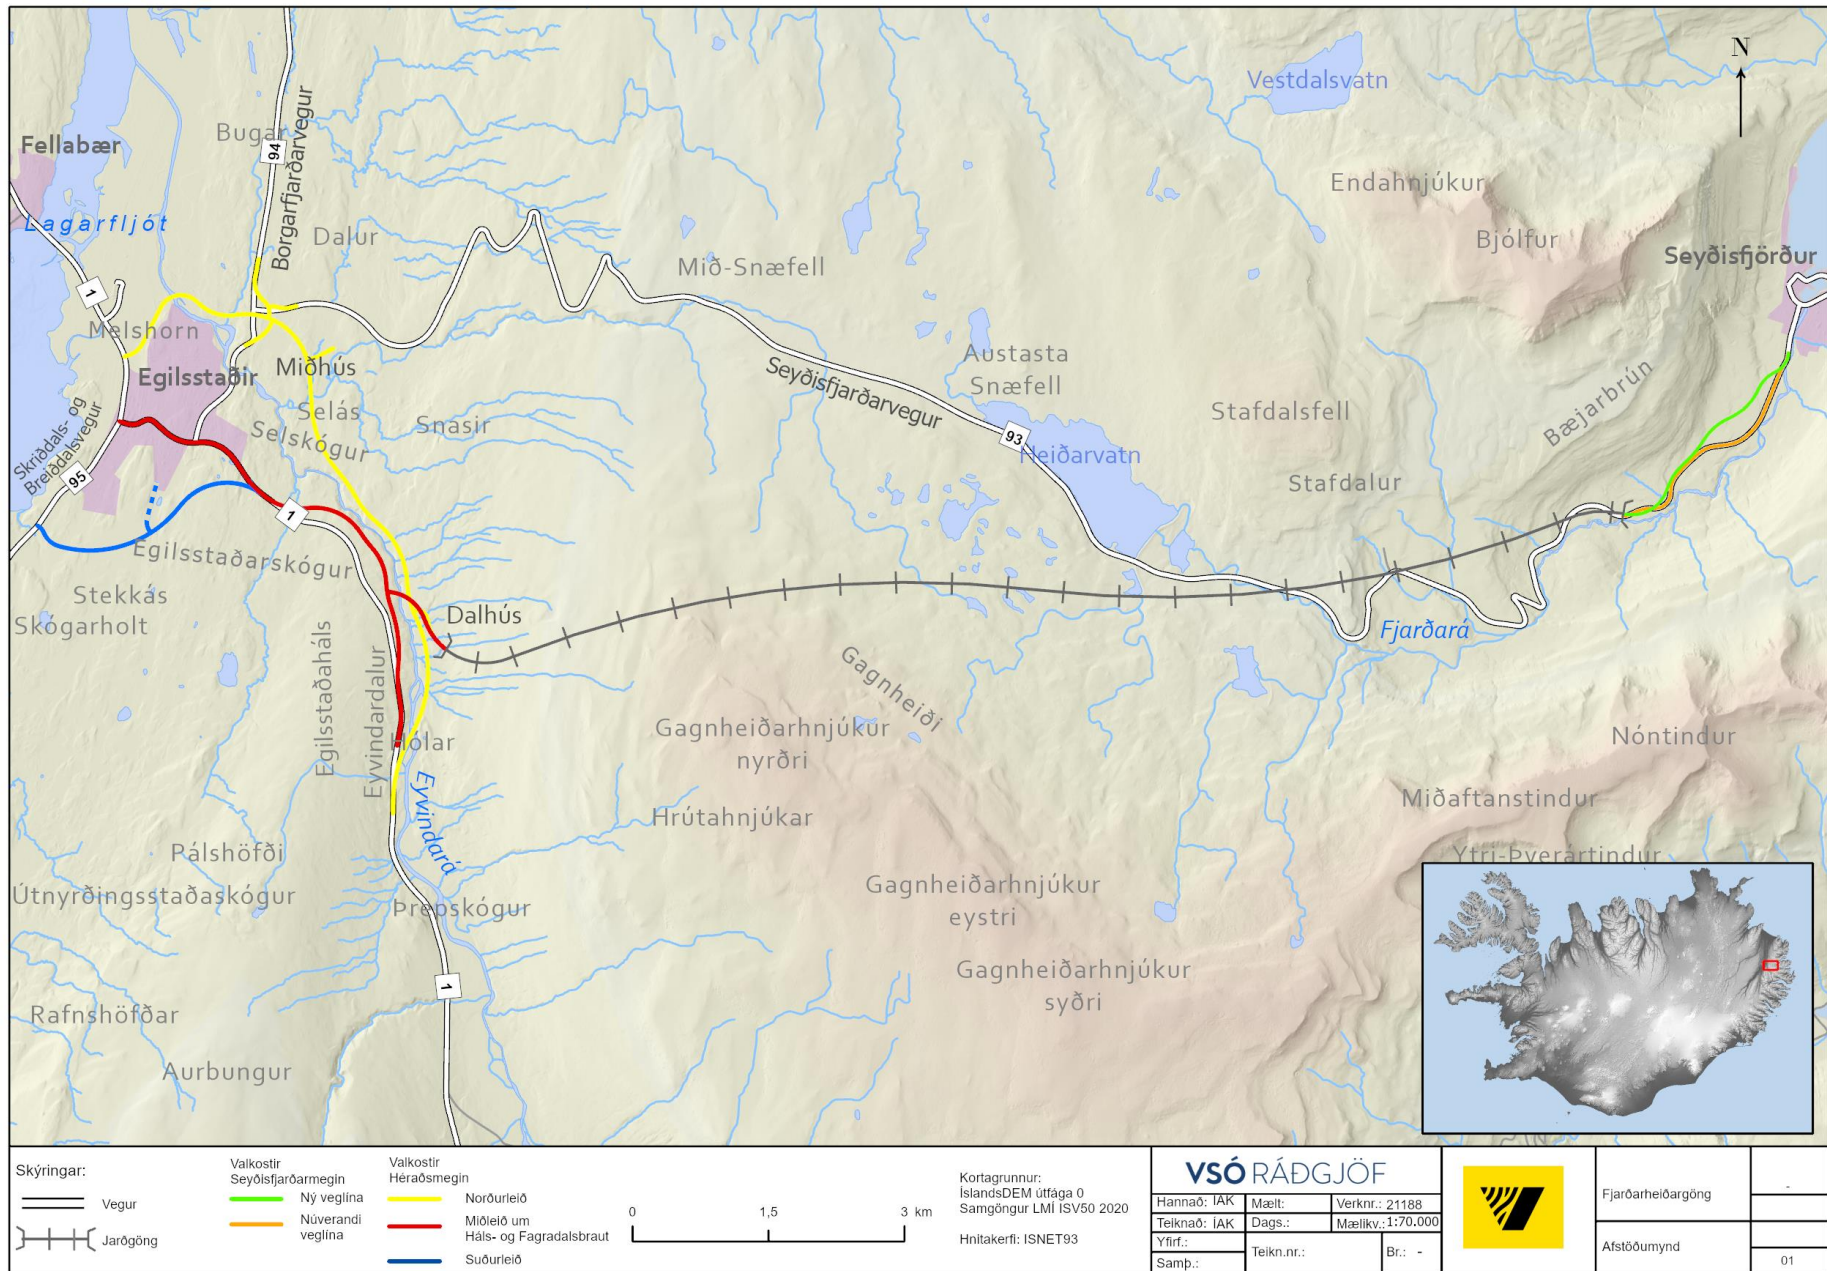 N
Vestdalsvatn
Bugar
94
Borgarfjarðarvegur
Fellabær
Endahnjúkur
Lagarfljót
Dalur
Bjólfur
Seyðisfjörður
Mið-Snæfell
1
Melshorn
Egilsstaðir
Miðhús
Austasta
Snæfell
Seyðisfjarðarvegur
Selás
Selskógur
Snasir
Stafdalsfell
Bæjarbrún
Skriðdals- og
Breiðdalsvegur
95
93
Heiðarvatn
Stafdalur
1
Egilsstaðarskógur
Stekkás
Skógarholt
Dalhús
Fjarðará
Egilsstaðaháls
Eyvindardalur
Gagnheiði
Gagnheiðarhnjúkur
nyrðri
Hólar
Nóntindur
Eyvindará
Miðaftanstindur
Hrútahnjúkar
Pálshöfði
Ytri-Þverártindur
Útnyrðingsstaðaskógur
Þrepskógur
Gagnheiðarhnjúkur
eystri
1
Gagnheiðarhnjúkur
syðri
Rafnshöfðar
Aurbungur
Skýringar:
Vegur
Jarðgöng
Valkostir
Seyðisfjarðarmegin
Ný veglína
Núverandi
veglína
Valkostir
Héraðsmegin
Norðurleið
Miðleið um
Háls- og Fagradalsbraut
Suðurleið
0 1,5 3 km
Kortagrunnur:
ÍslandsDEM útfága 0
Samgöngur LMÍ ISV50 2020
Hnitakerfi: ISNET93
VSÓ RÁÐGJÖF
Hannað: ÍAK Mælt: Verknr.: 21188
Teiknað: ÍAK Dags.: Mælikv.: 1:70.000
Yfirf.:
Samþ.: Teikn.nr.: Br.: -
Fjarðarheiðargöng -
Afstöðumynd
01